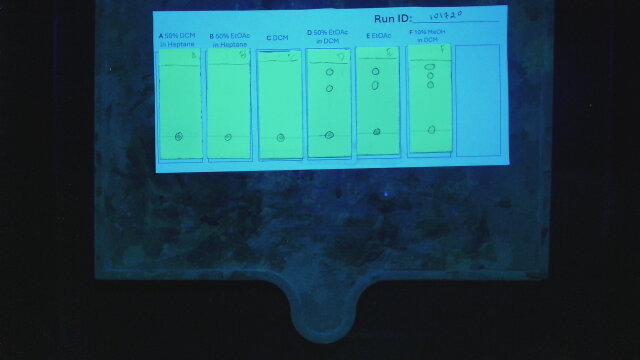 Run ID: 101720
A 50% DCM in Heptane
B 50% EtOAc in Heptane
C DCM
D 50% EtOAc in DCM
E EtOAc
F 10% MeOH in DCM
A B C D E F